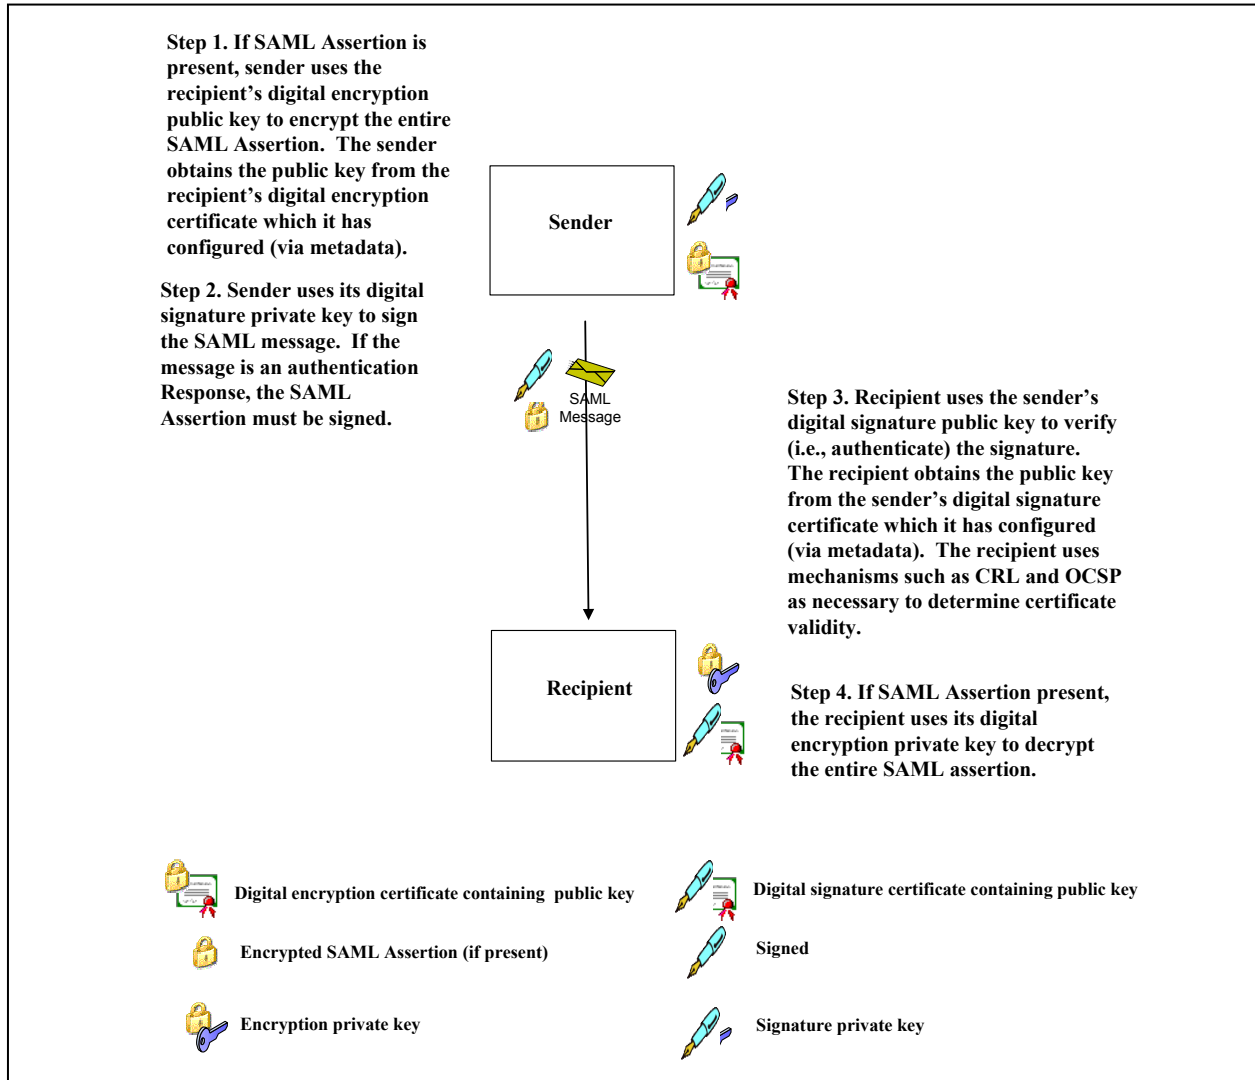 Step 1. If SAML Assertion is
present, sender uses the
recipient's digital encryption
public key to encrypt the entire
SAML Assertion.  The sender
obtains the public key from the
recipient's digital encryption
certificate which it has
configured (via metadata).
Sender
Step 2. Sender uses its digital
signature private key to sign
the SAML message.  If the
message is an authentication
Response, the SAML
Assertion must be signed.
SAML
Message
Step 3. Recipient uses the sender's
digital signature public key to verify
(i.e., authenticate) the signature.
The recipient obtains the public key
from the sender's digital signature
certificate which it has configured
(via metadata).  The recipient uses
mechanisms such as CRL and OCSP
as necessary to determine certificate
validity.
Recipient
Step 4. If SAML Assertion present,
the recipient uses its digital
encryption private key to decrypt
the entire SAML assertion.
Digital encryption certificate containing  public key
Digital signature certificate containing public key
Encrypted SAML Assertion (if present)
Signed
Encryption private key
Signature private key